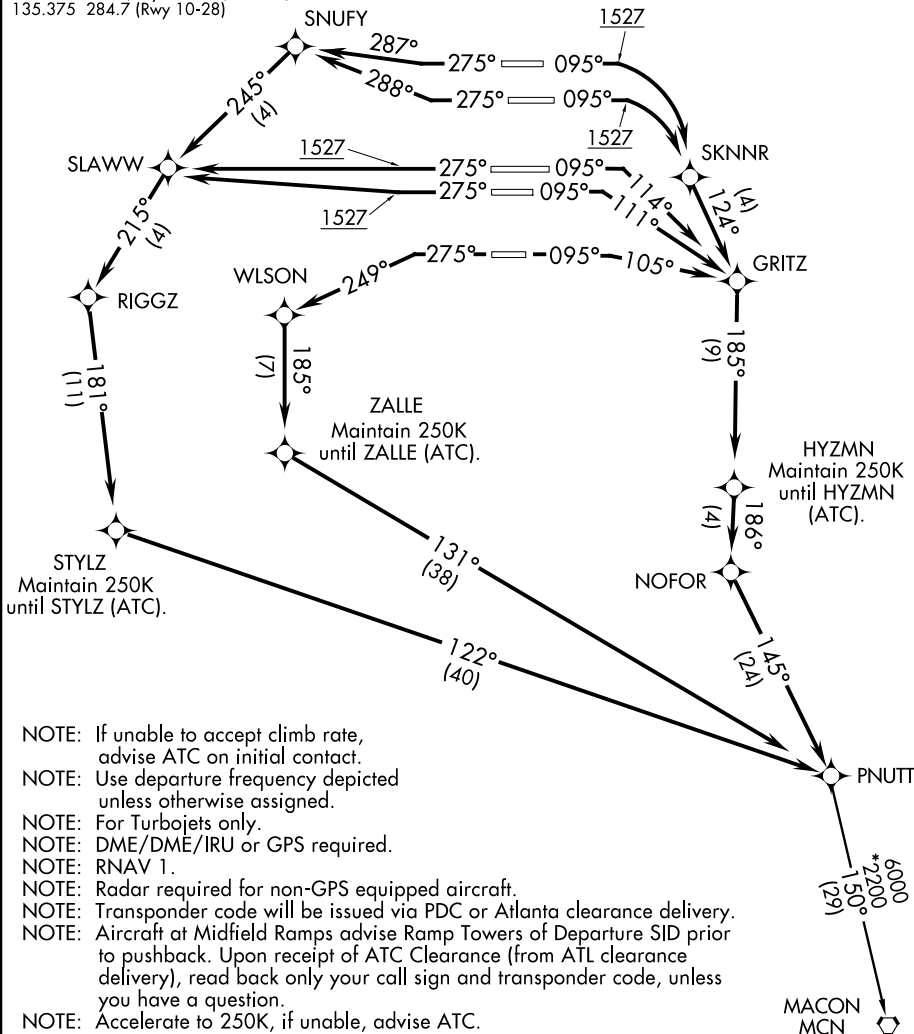 135.375 284.7 (Rwy 10-28)
SNUFY
1527
287°
275°
095°
288°
275°
095°
245°
(4)
1527
SLAWW
1527
275°
095°
SKNNR
114°
275°
095°
111°
(4)
124°
1527
215°
(4)
WLSON
275°
095°
105°
GRITZ
249°
RIGGZ
185°
(7)
185°
(9)
181°
(11)
ZALLE
Maintain 250K
until ZALLE (ATC).
HYZMN
Maintain 250K
until HYZMN
(ATC).
186°
(4)
STYLZ
Maintain 250K
until STYLZ (ATC).
131°
(38)
NOFOR
122°
(40)
145°
(24)
PNUTT
NOTE: If unable to accept climb rate,
advise ATC on initial contact.
NOTE: Use departure frequency depicted
unless otherwise assigned.
NOTE: For Turbojets only.
NOTE: DME/DME/IRU or GPS required.
NOTE: RNAV 1.
NOTE: Radar required for non-GPS equipped aircraft.
NOTE: Transponder code will be issued via PDC or Atlanta clearance delivery.
NOTE: Aircraft at Midfield Ramps advise Ramp Towers of Departure SID prior
to pushback. Upon receipt of ATC Clearance (from ATL clearance
delivery), read back only your call sign and transponder code, unless
you have a question.
NOTE: Accelerate to 250K, if unable, advise ATC.
6000
*2200
150°
(29)
MACON
MCN